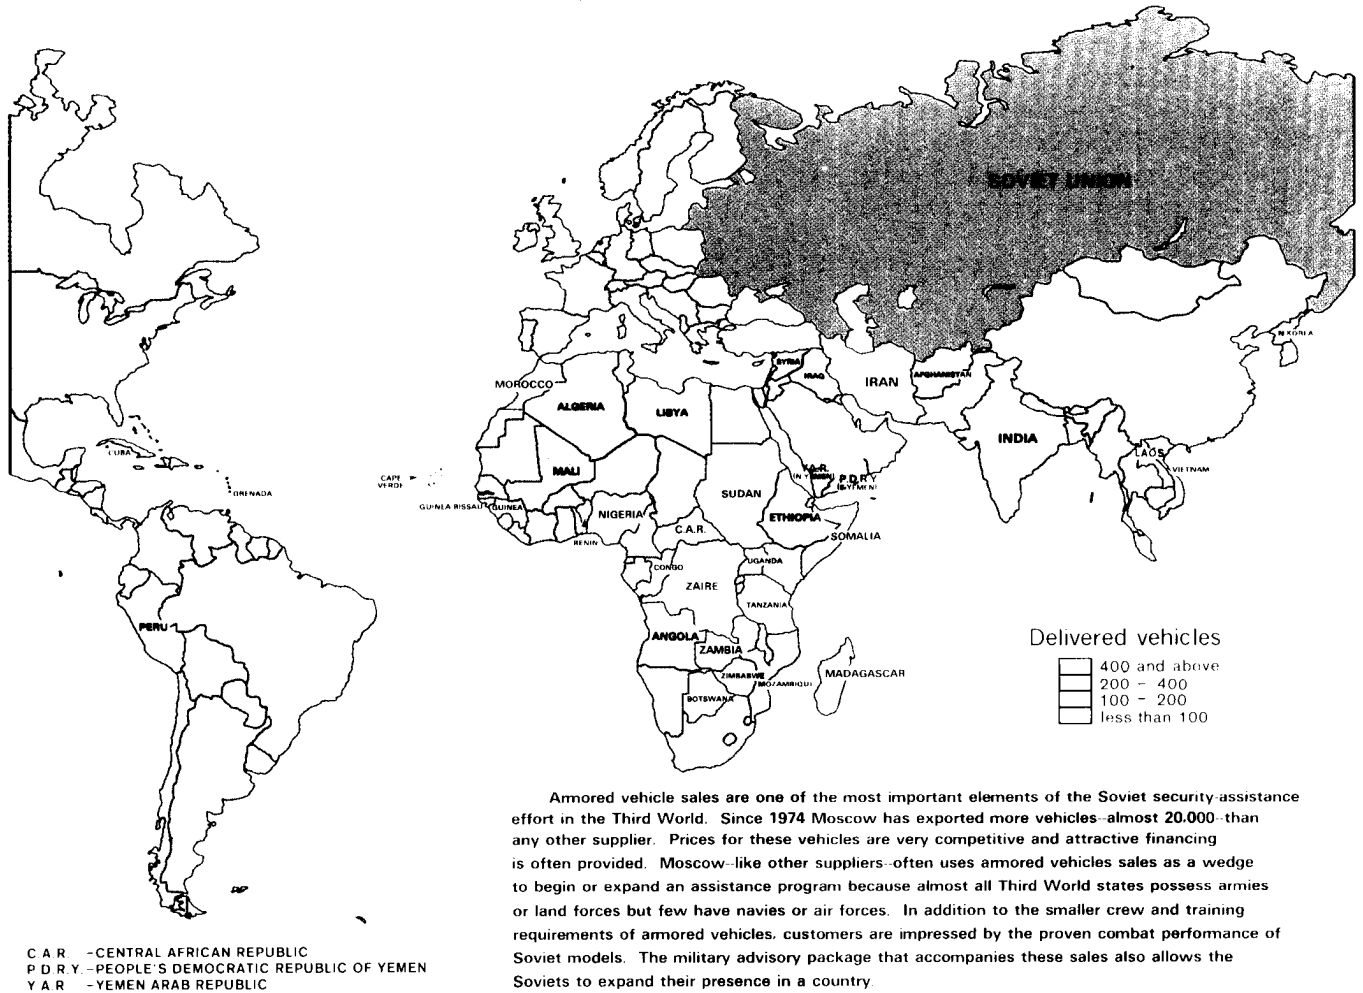 SOVIET UNION
N KOREA
SYRIA
IRAQ
IRAN
AFGHANISTAN
MOROCCO
ALGERIA
LIBYA
INDIA
CUBA
LAOS
VIETNAM
MALI
Y.A.R.
(N YEMEN)
P.D.R.Y
(S YEMEN)
CAPE
VERDE
GRENADA
SUDAN
GUINEA BISSAU
GUINEA
NIGERIA
ETHIOPIA
C.A.R.
SOMALIA
BENIN
CONGO
UGANDA
ZAIRE
TANZANIA
PERU
ANGOLA
ZAMBIA
ZIMBABWE
MOZAMBIQUE
MADAGASCAR
BOTSWANA
Delivered vehicles
400 and above
200 - 400
100 - 200
less than 100
Armored vehicle sales are one of the most important elements of the Soviet security-assistance
effort in the Third World. Since 1974 Moscow has exported more vehicles--almost 20.000--than
any other supplier. Prices for these vehicles are very competitive and attractive financing
is often provided. Moscow--like other suppliers--often uses armored vehicles sales as a wedge
to begin or expand an assistance program because almost all Third World states possess armies
or land forces but few have navies or air forces. In addition to the smaller crew and training
requirements of armored vehicles, customers are impressed by the proven combat performance of
Soviet models. The military advisory package that accompanies these sales also allows the
Soviets to expand their presence in a country.
C.A.R. -CENTRAL AFRICAN REPUBLIC
P.D.R.Y.-PEOPLE'S DEMOCRATIC REPUBLIC OF YEMEN
Y.A.R -YEMEN ARAB REPUBLIC